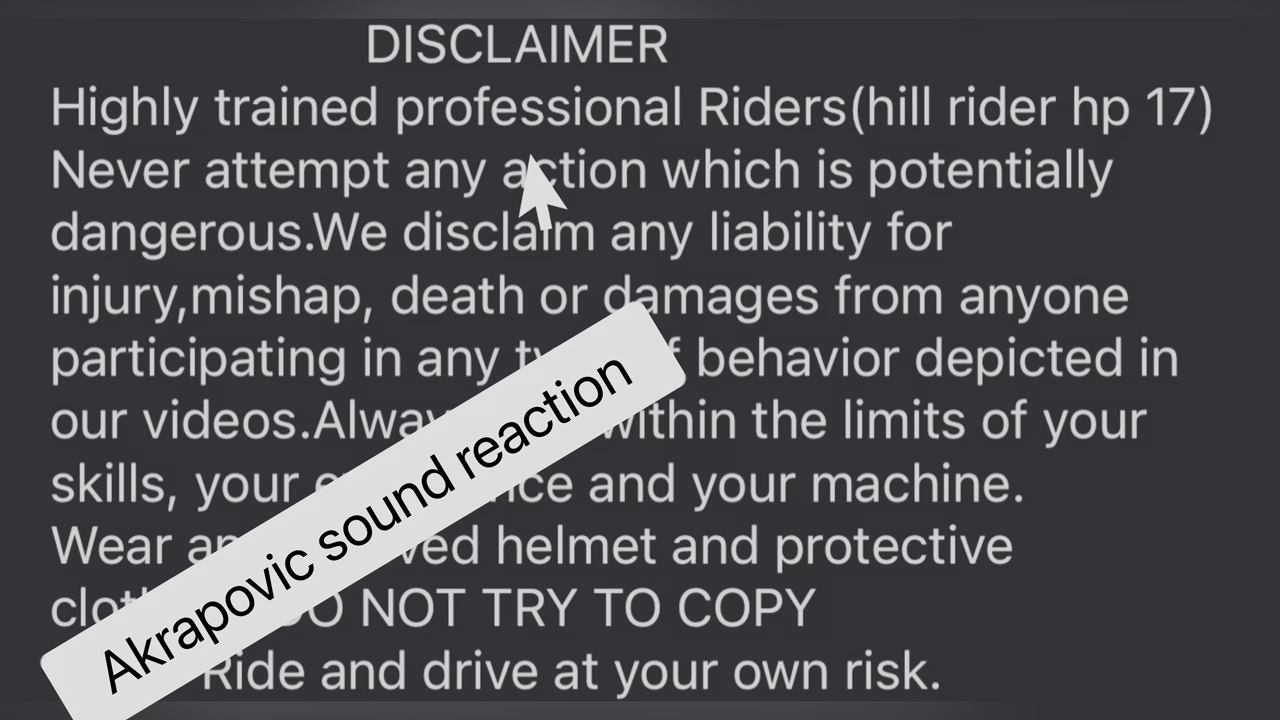 DISCLAIMER
Highly trained professional Riders(hill rider hp 17)
Never attempt any action which is potentially
dangerous.We disclaim any liability for
injury,mishap, death or damages from anyone
participating in any behavior depicted in
our videos. within the limits of your
skills, your and your machine.
Wear helmet and protective
DO NOT TRY TO COPY
Ride and drive at your own risk.
Akrapovic sound reaction